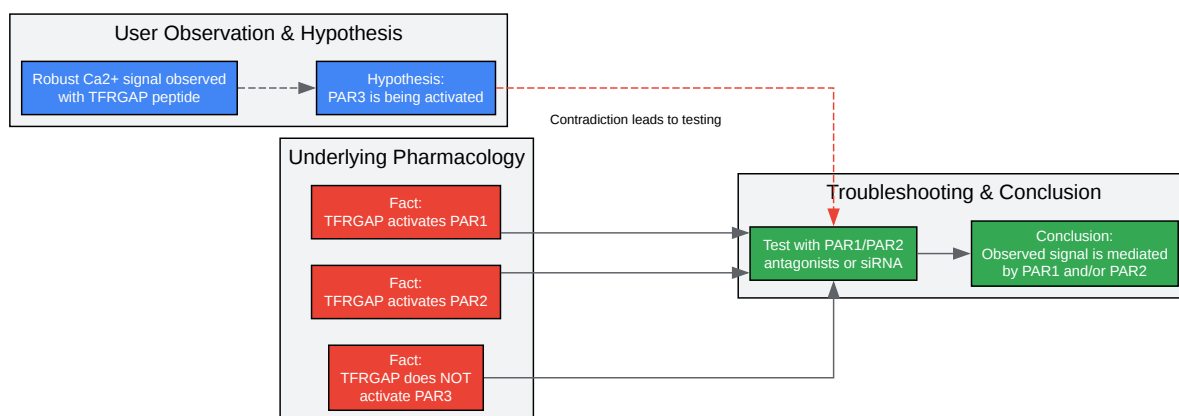 User Observation & Hypothesis
Robust Ca2+ signal observed
with TFRGAP peptide
Hypothesis:
PAR3 is being activated
Contradiction leads to testing
Underlying Pharmacology
Fact:
TFRGAP activates PAR1
Fact:
TFRGAP activates PAR2
Fact:
TFRGAP does NOT
activate PAR3
Troubleshooting & Conclusion
Test with PAR1/PAR2
antagonists or siRNA
Conclusion:
Observed signal is mediated
by PAR1 and/or PAR2